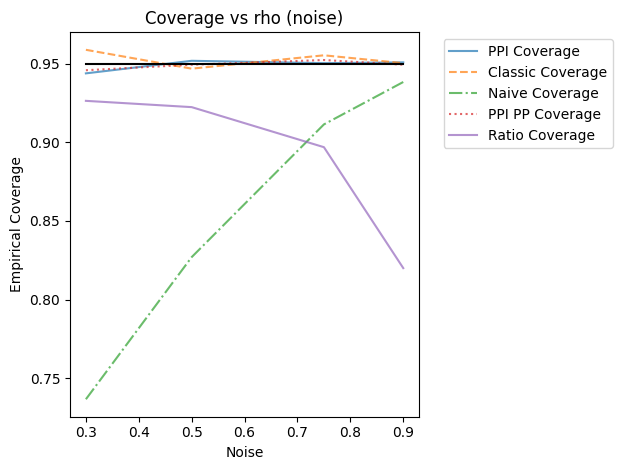 Coverage vs rho (noise)
Empirical Coverage
0.95
0.90
0.85
0.80
0.75
0.3
0.4
0.5
0.6
0.7
0.8
0.9
Noise
PPI Coverage
Classic Coverage
Naive Coverage
PPI PP Coverage
Ratio Coverage